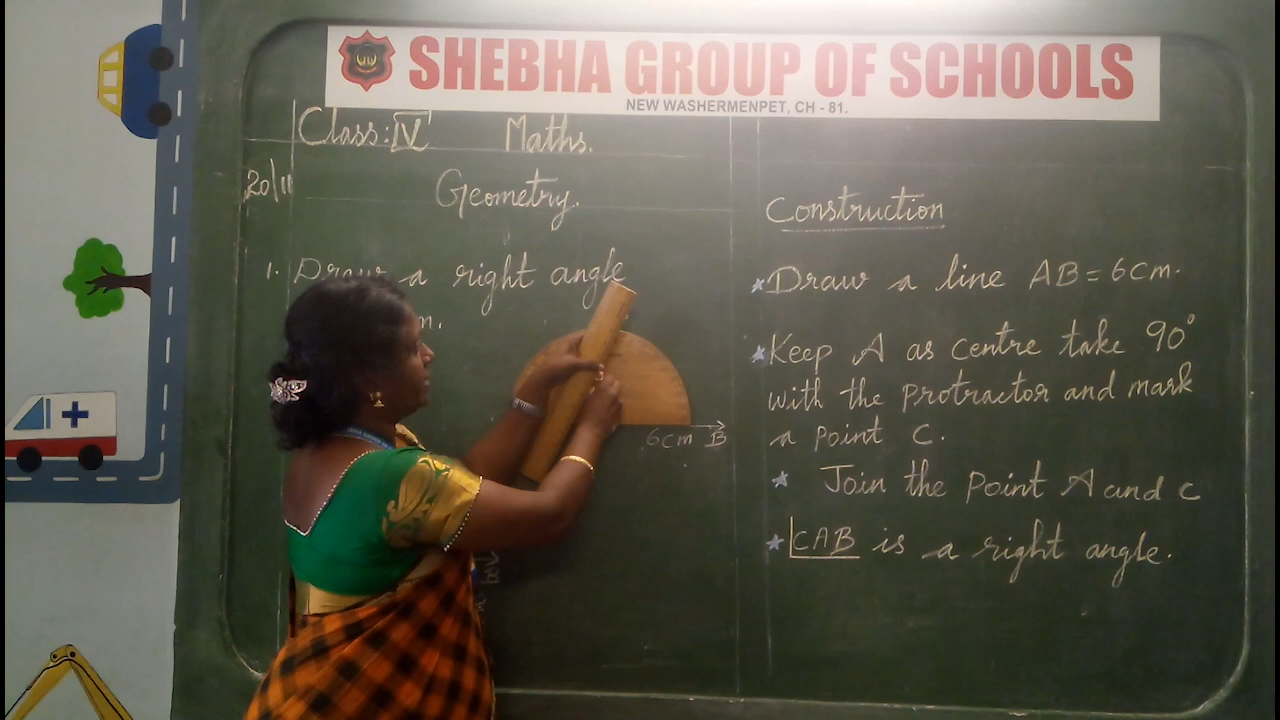 SHEBHA GROUP OF SCHOOLS
NEW WASHERMENPET, CH - 81.
Class: IV Maths.
20/11
Geometry.
1. Draw a right angle
m.
6cm B
Construction
* Draw a line AB = 6cm.
* Keep A as centre take 90°
with the protractor and mark
a point C.
* Join the point A and c
* CAB is a right angle.